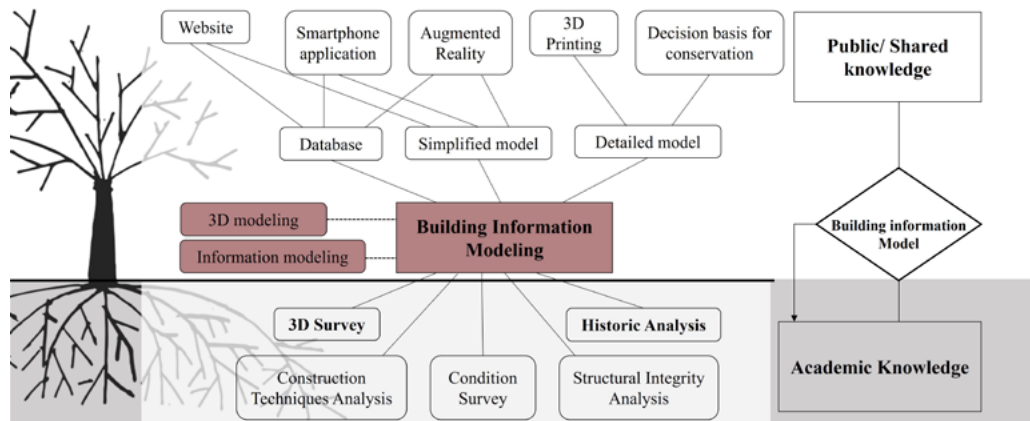 Website
Smartphone
application
Augmented
Reality
3D
Printing
Decision basis for
conservation
Public/ Shared
knowledge
Database
Simplified model
Detailed model
3D modeling
Information modeling
Building Information
Modeling
Building information
Model
3D Survey
Historic Analysis
Construction
Techniques Analysis
Condition
Survey
Structural Integrity
Analysis
Academic Knowledge